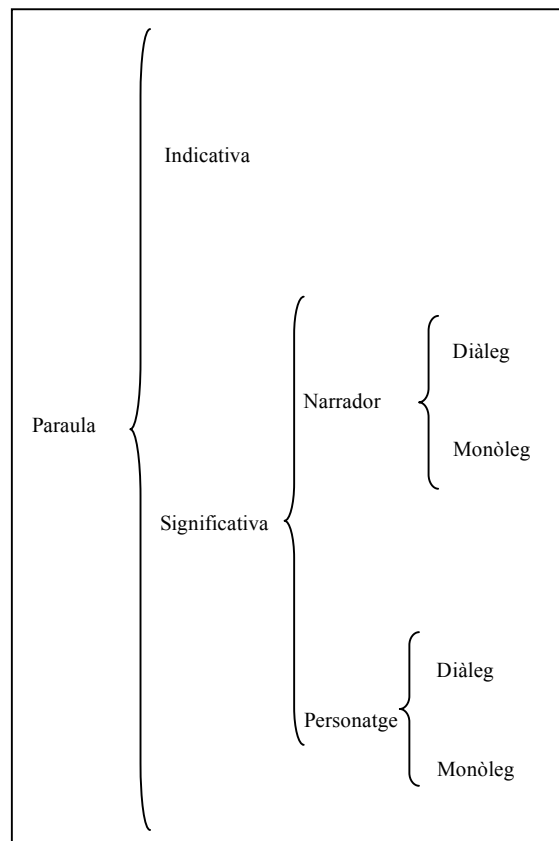 Indicativa
Diàleg
Narrador
Monòleg
Paraula
Significativa
Diàleg
Personatge
Monòleg